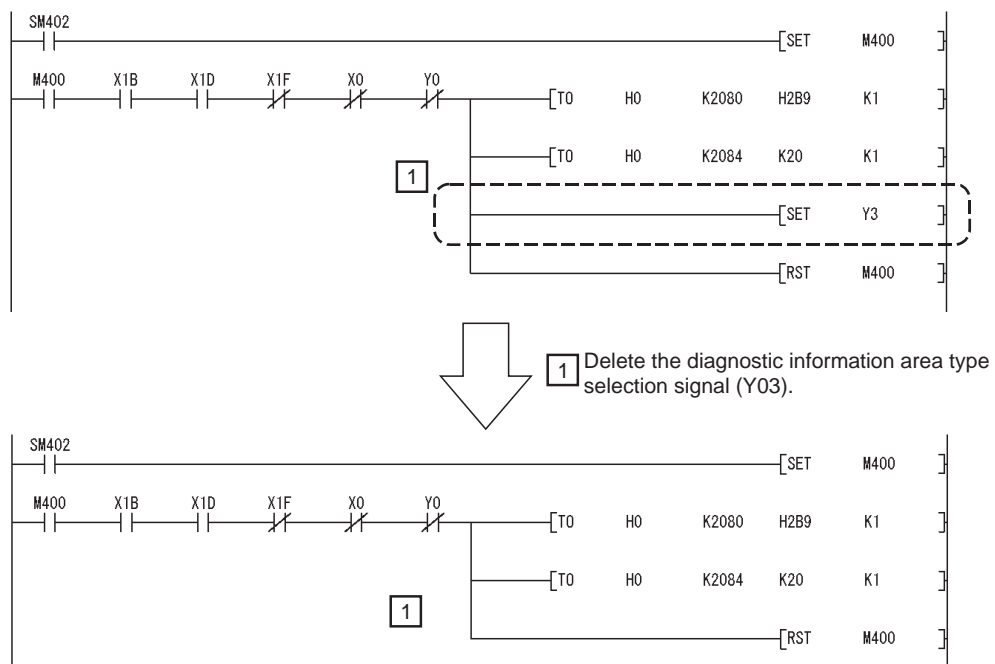 SM402
[SET M400 ]
M400 X1B X1D X1F X0 Y0
[TO H0 K2080 H2B9 K1 ]
[TO H0 K2084 K20 K1 ]
1
[SET Y3 ]
[RST M400 ]
1 Delete the diagnostic information area type
selection signal (Y03).
SM402
[SET M400 ]
M400 X1B X1D X1F X0 Y0
[TO H0 K2080 H2B9 K1 ]
[TO H0 K2084 K20 K1 ]
1
[RST M400 ]